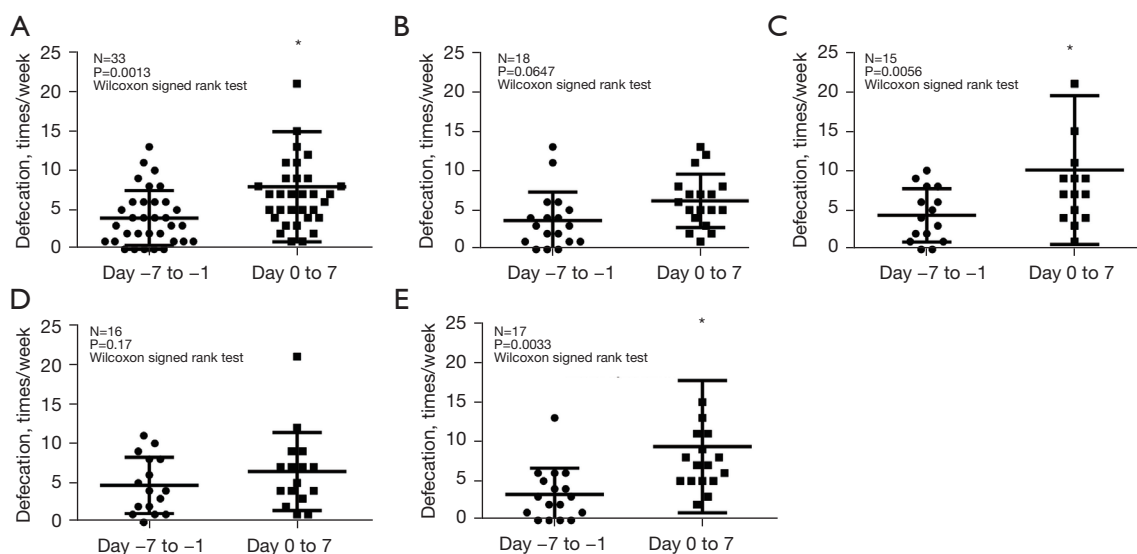 A
Defecation, times/week
25
20
15
10
5
0
N=33
P=0.0013
Wilcoxon signed rank test
*
Day −7 to −1
Day 0 to 7
B
Defecation, times/week
25
20
15
10
5
0
N=18
P=0.0647
Wilcoxon signed rank test
Day −7 to −1
Day 0 to 7
C
Defecation, times/week
25
20
15
10
5
0
N=15
P=0.0056
Wilcoxon signed rank test
*
Day −7 to −1
Day 0 to 7
D
Defecation, times/week
25
20
15
10
5
0
N=16
P=0.17
Wilcoxon signed rank test
Day −7 to −1
Day 0 to 7
E
Defecation, times/week
25
20
15
10
5
0
N=17
P=0.0033
Wilcoxon signed rank test
*
Day −7 to −1
Day 0 to 7